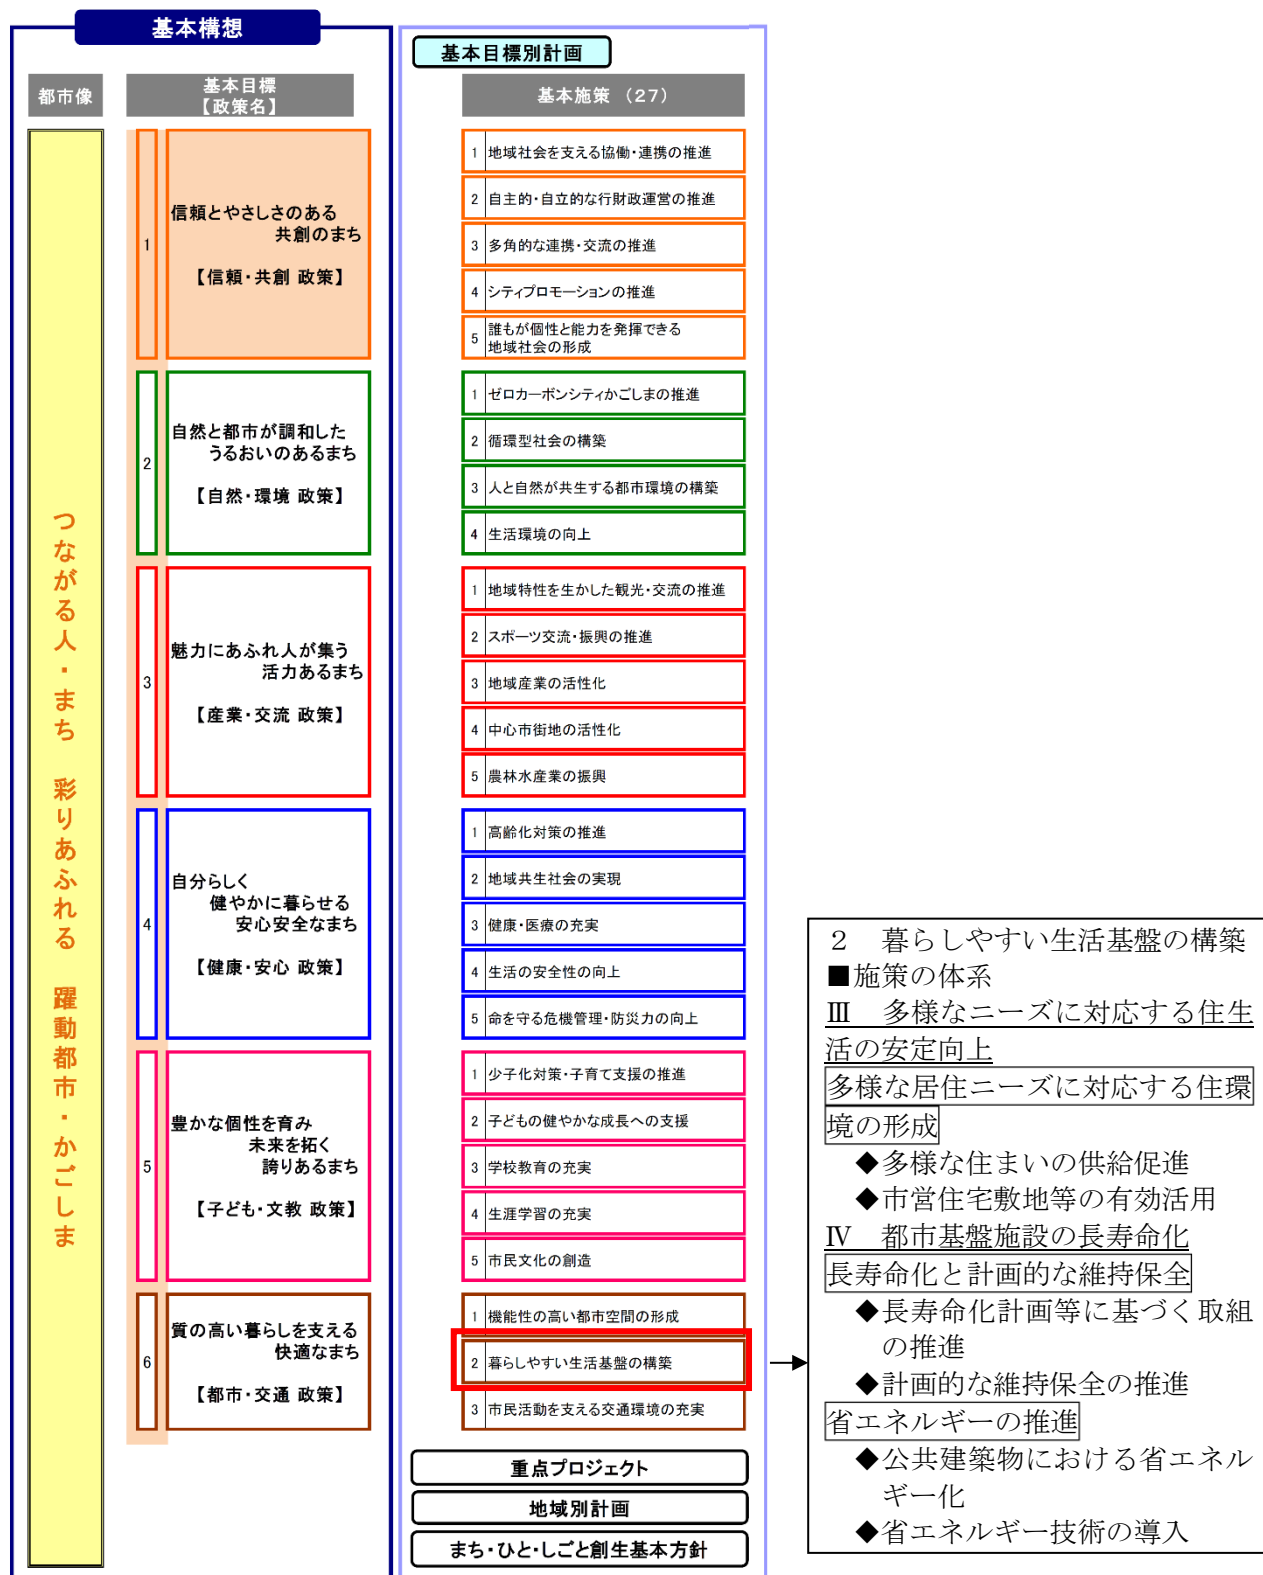 基本構想
都市像
基本目標
【政策名】
つながる人・まち　彩りあふれる　躍動都市・かごしま
1
信頼とやさしさのある
共創のまち
【信頼・共創 政策】
2
自然と都市が調和した
うるおいのあるまち
【自然・環境 政策】
3
魅力にあふれ人が集う
活力あるまち
【産業・交流 政策】
4
自分らしく
健やかに暮らせる
安心安全なまち
【健康・安心 政策】
5
豊かな個性を育み
未来を拓く
誇りあるまち
【子ども・文教 政策】
6
質の高い暮らしを支える
快適なまち
【都市・交通 政策】
基本目標別計画
基本施策 （27）
1 地域社会を支える協働・連携の推進
2 自主的・自立的な行財政運営の推進
3 多角的な連携・交流の推進
4 シティプロモーションの推進
5 誰もが個性と能力を発揮できる
地域社会の形成
1 ゼロカーボンシティかごしまの推進
2 循環型社会の構築
3 人と自然が共生する都市環境の構築
4 生活環境の向上
1 地域特性を生かした観光・交流の推進
2 スポーツ交流・振興の推進
3 地域産業の活性化
4 中心市街地の活性化
5 農林水産業の振興
1 高齢化対策の推進
2 地域共生社会の実現
3 健康・医療の充実
4 生活の安全性の向上
5 命を守る危機管理・防災力の向上
1 少子化対策・子育て支援の推進
2 子どもの健やかな成長への支援
3 学校教育の充実
4 生涯学習の充実
5 市民文化の創造
1 機能性の高い都市空間の形成
2 暮らしやすい生活基盤の構築
3 市民活動を支える交通環境の充実
重点プロジェクト
地域別計画
まち・ひと・しごと創生基本方針
２　暮らしやすい生活基盤の構築
■施策の体系
Ⅲ　多様なニーズに対応する住生
活の安定向上
多様な居住ニーズに対応する住環
境の形成
◆多様な住まいの供給促進
◆市営住宅敷地等の有効活用
Ⅳ　都市基盤施設の長寿命化
長寿命化と計画的な維持保全
◆長寿命化計画等に基づく取組
の推進
◆計画的な維持保全の推進
省エネルギーの推進
◆公共建築物における省エネル
ギー化
◆省エネルギー技術の導入